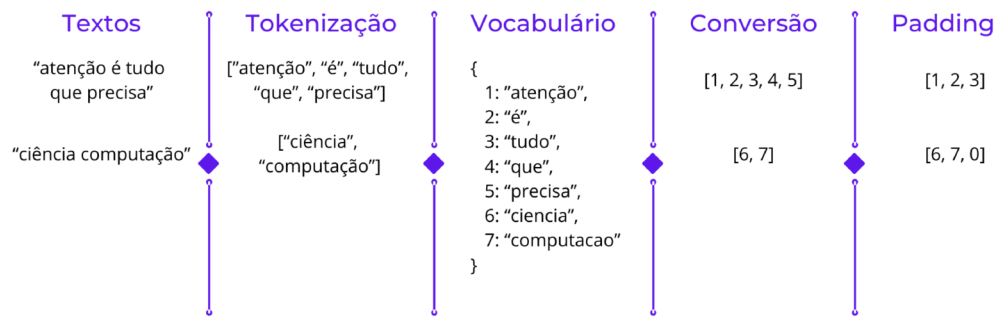 Textos
“atenção é tudo
que precisa”
“ciência computação”
Tokenização
[”atenção”, “é”, “tudo”,
“que”, “precisa”]
[“ciência”,
“computação”]
Vocabulário
{
1: ”atenção”,
2: “é”,
3: “tudo”,
4: “que”,
5: “precisa”,
6: “ciencia”,
7: “computacao”
}
Conversão
[1, 2, 3, 4, 5]
[6, 7]
Padding
[1, 2, 3]
[6, 7, 0]